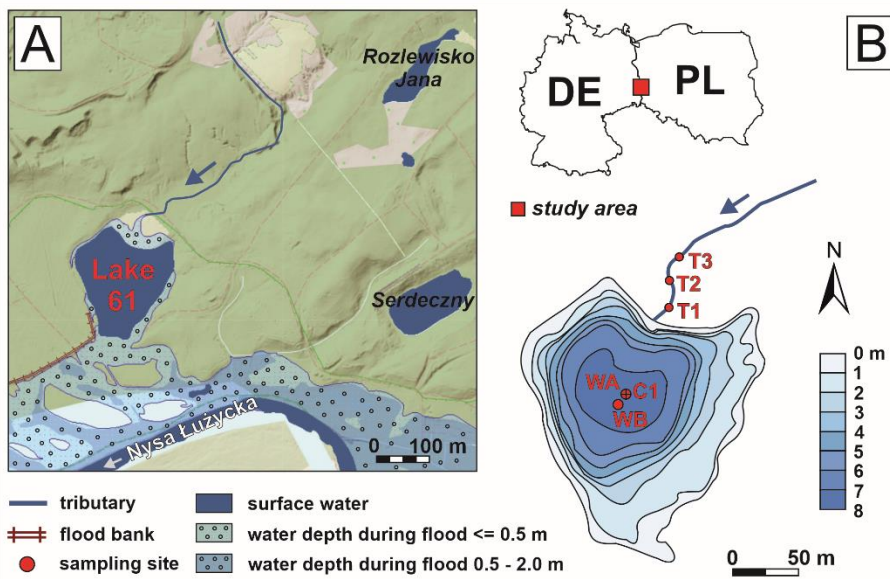 A
Rozlewisko
Jana
Lake
61
Serdeczny
Nysa Łużycka
0 100 m
B
DE
PL
study area
N
T3
T2
T1
WA
C1
WB
0 m
1
2
3
4
5
6
7
8
0 50 m
tributary
flood bank
sampling site
surface water
water depth during flood <= 0.5 m
water depth during flood 0.5 - 2.0 m